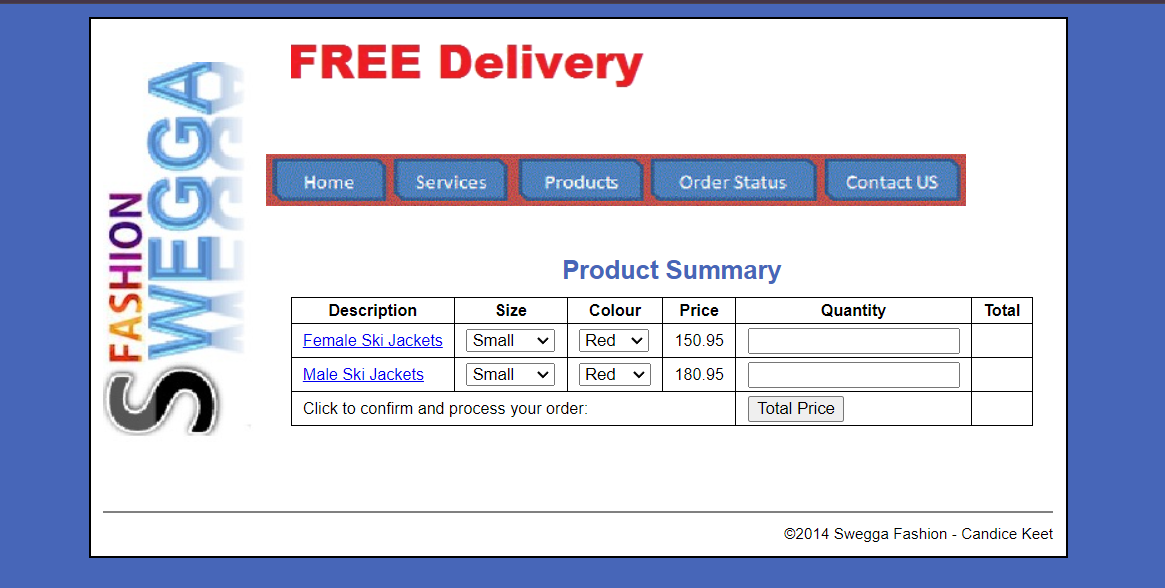 FREE Delivery
SWEGGA
FASHION
Home Services Products Order Status Contact US
Product Summary
Description Size Colour Price Quantity Total
Female Ski Jackets Small Red 150.95
Male Ski Jackets Small Red 180.95
Click to confirm and process your order: Total Price
©2014 Swegga Fashion - Candice Keet